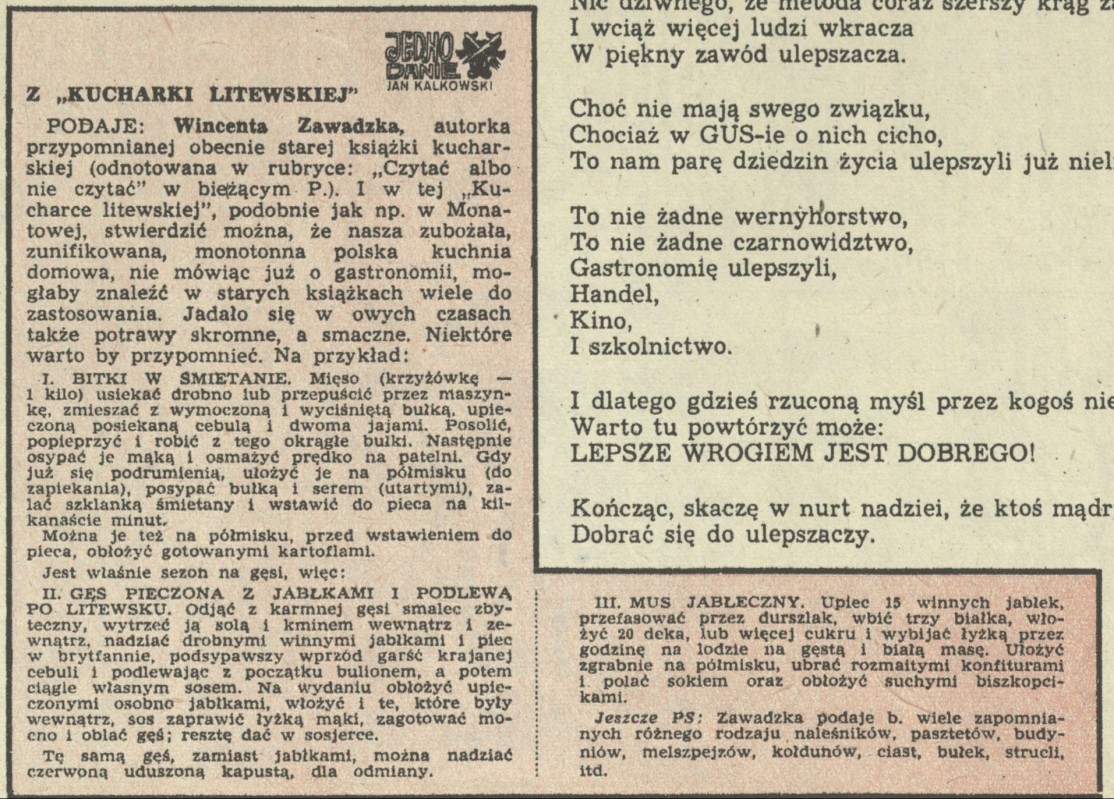 JEDNO
DANIE
JAN KALKOWSKI
Z „KUCHARKI LITEWSKIEJ”
PODAJE: Wincenta Zawadzka, autorka
przypomnianej obecnie starej książki kuchar-
skiej (odnotowana w rubryce: „Czytać albo
nie czytać” w bieżącym P.). I w tej „Ku-
charce litewskiej”, podobnie jak np. w Mona-
towej, stwierdzić można, że nasza zubożała,
zunifikowana, monotonna polska kuchnia
domowa, nie mówiąc już o gastronomii, mo-
głaby znaleźć w starych książkach wiele do
zastosowania. Jadało się w owych czasach
także potrawy skromne, a smaczne. Niektóre
warto by przypomnieć. Na przykład:
I. BITKI W ŚMIETANIE. Mięso (krzyżówkę —
1 kilo) usiekać drobno lub przepuścić przez maszyn-
kę, zmieszać z wymoczoną i wyciśniętą bułką, upie-
czoną posiekaną cebulą i dwoma jajami. Posolić,
popieprzyć i robić z tego okrągłe bułki. Następnie
osypać je mąką i osmażyć prędko na patelni. Gdy
już się podrumienią, ułożyć je na półmisku (do
zapiekania), posypać bułką i serem (utartymi), za-
lać szklanką śmietany i wstawić do pieca na kil-
kanaście minut.
Można je też na półmisku, przed wstawieniem do
pieca, obłożyć gotowanymi kartoflami.
Jest właśnie sezon na gęsi, więc:
II. GĘŚ PIECZONA Z JABŁKAMI I PODLEWĄ
PO LITEWSKU. Odjąć z karmnej gęsi smalec zby-
teczny, wytrzeć ją solą i kminem wewnątrz i ze-
wnątrz, nadziać drobnymi winnymi jabłkami i piec
w brytfannie, podsypawszy wprzód garść krajanej
cebuli i podlewając z początku bulionem, a potem
ciągle własnym sosem. Na wydaniu obłożyć upie-
czonymi osobno jabłkami, włożyć i te, które były
wewnątrz, sos zaprawić łyżką mąki, zagotować mo-
cno i oblać gęś; resztę dać w sosjerce.
Tę samą gęś, zamiast jabłkami, można nadziać
czerwoną uduszoną kapustą, dla odmiany.
III. MUS JABŁECZNY. Upiec 15 winnych jabłek,
przefasować przez durszlak, wbić trzy białka, wło-
żyć 20 deka, lub więcej cukru i wybijać łyżką przez
godzinę na lodzie na gęstą i białą masę. Ułożyć
zgrabnie na półmisku, ubrać rozmaitymi konfiturami
i polać sokiem oraz obłożyć suchymi biszkopci-
kami.
Jeszcze PS: Zawadzka podaje b. wiele zapomnia-
nych różnego rodzaju naleśników, pasztetów, budy-
niów, melszpejzów, kołdunów, ciast, bułek, strucli,
itd.
Nic dziwnego, że metoda coraz szerszy krąg
I wciąż więcej ludzi wkracza
W piękny zawód ulepszacza.
Choć nie mają swego związku,
Chociaż w GUS-ie o nich cicho,
To nam parę dziedzin życia ulepszyli już
To nie żadne wernyhorstwo,
To nie żadne czarnowidztwo,
Gastronomię ulepszyli,
Handel,
Kino,
I szkolnictwo.
I dlatego gdzieś rzuconą myśl przez kogoś
Warto tu powtórzyć może:
LEPSZE WROGIEM JEST DOBREGO!
Kończąc, skaczę w nurt nadziei, że ktoś
Dobrać się do ulepszaczy.